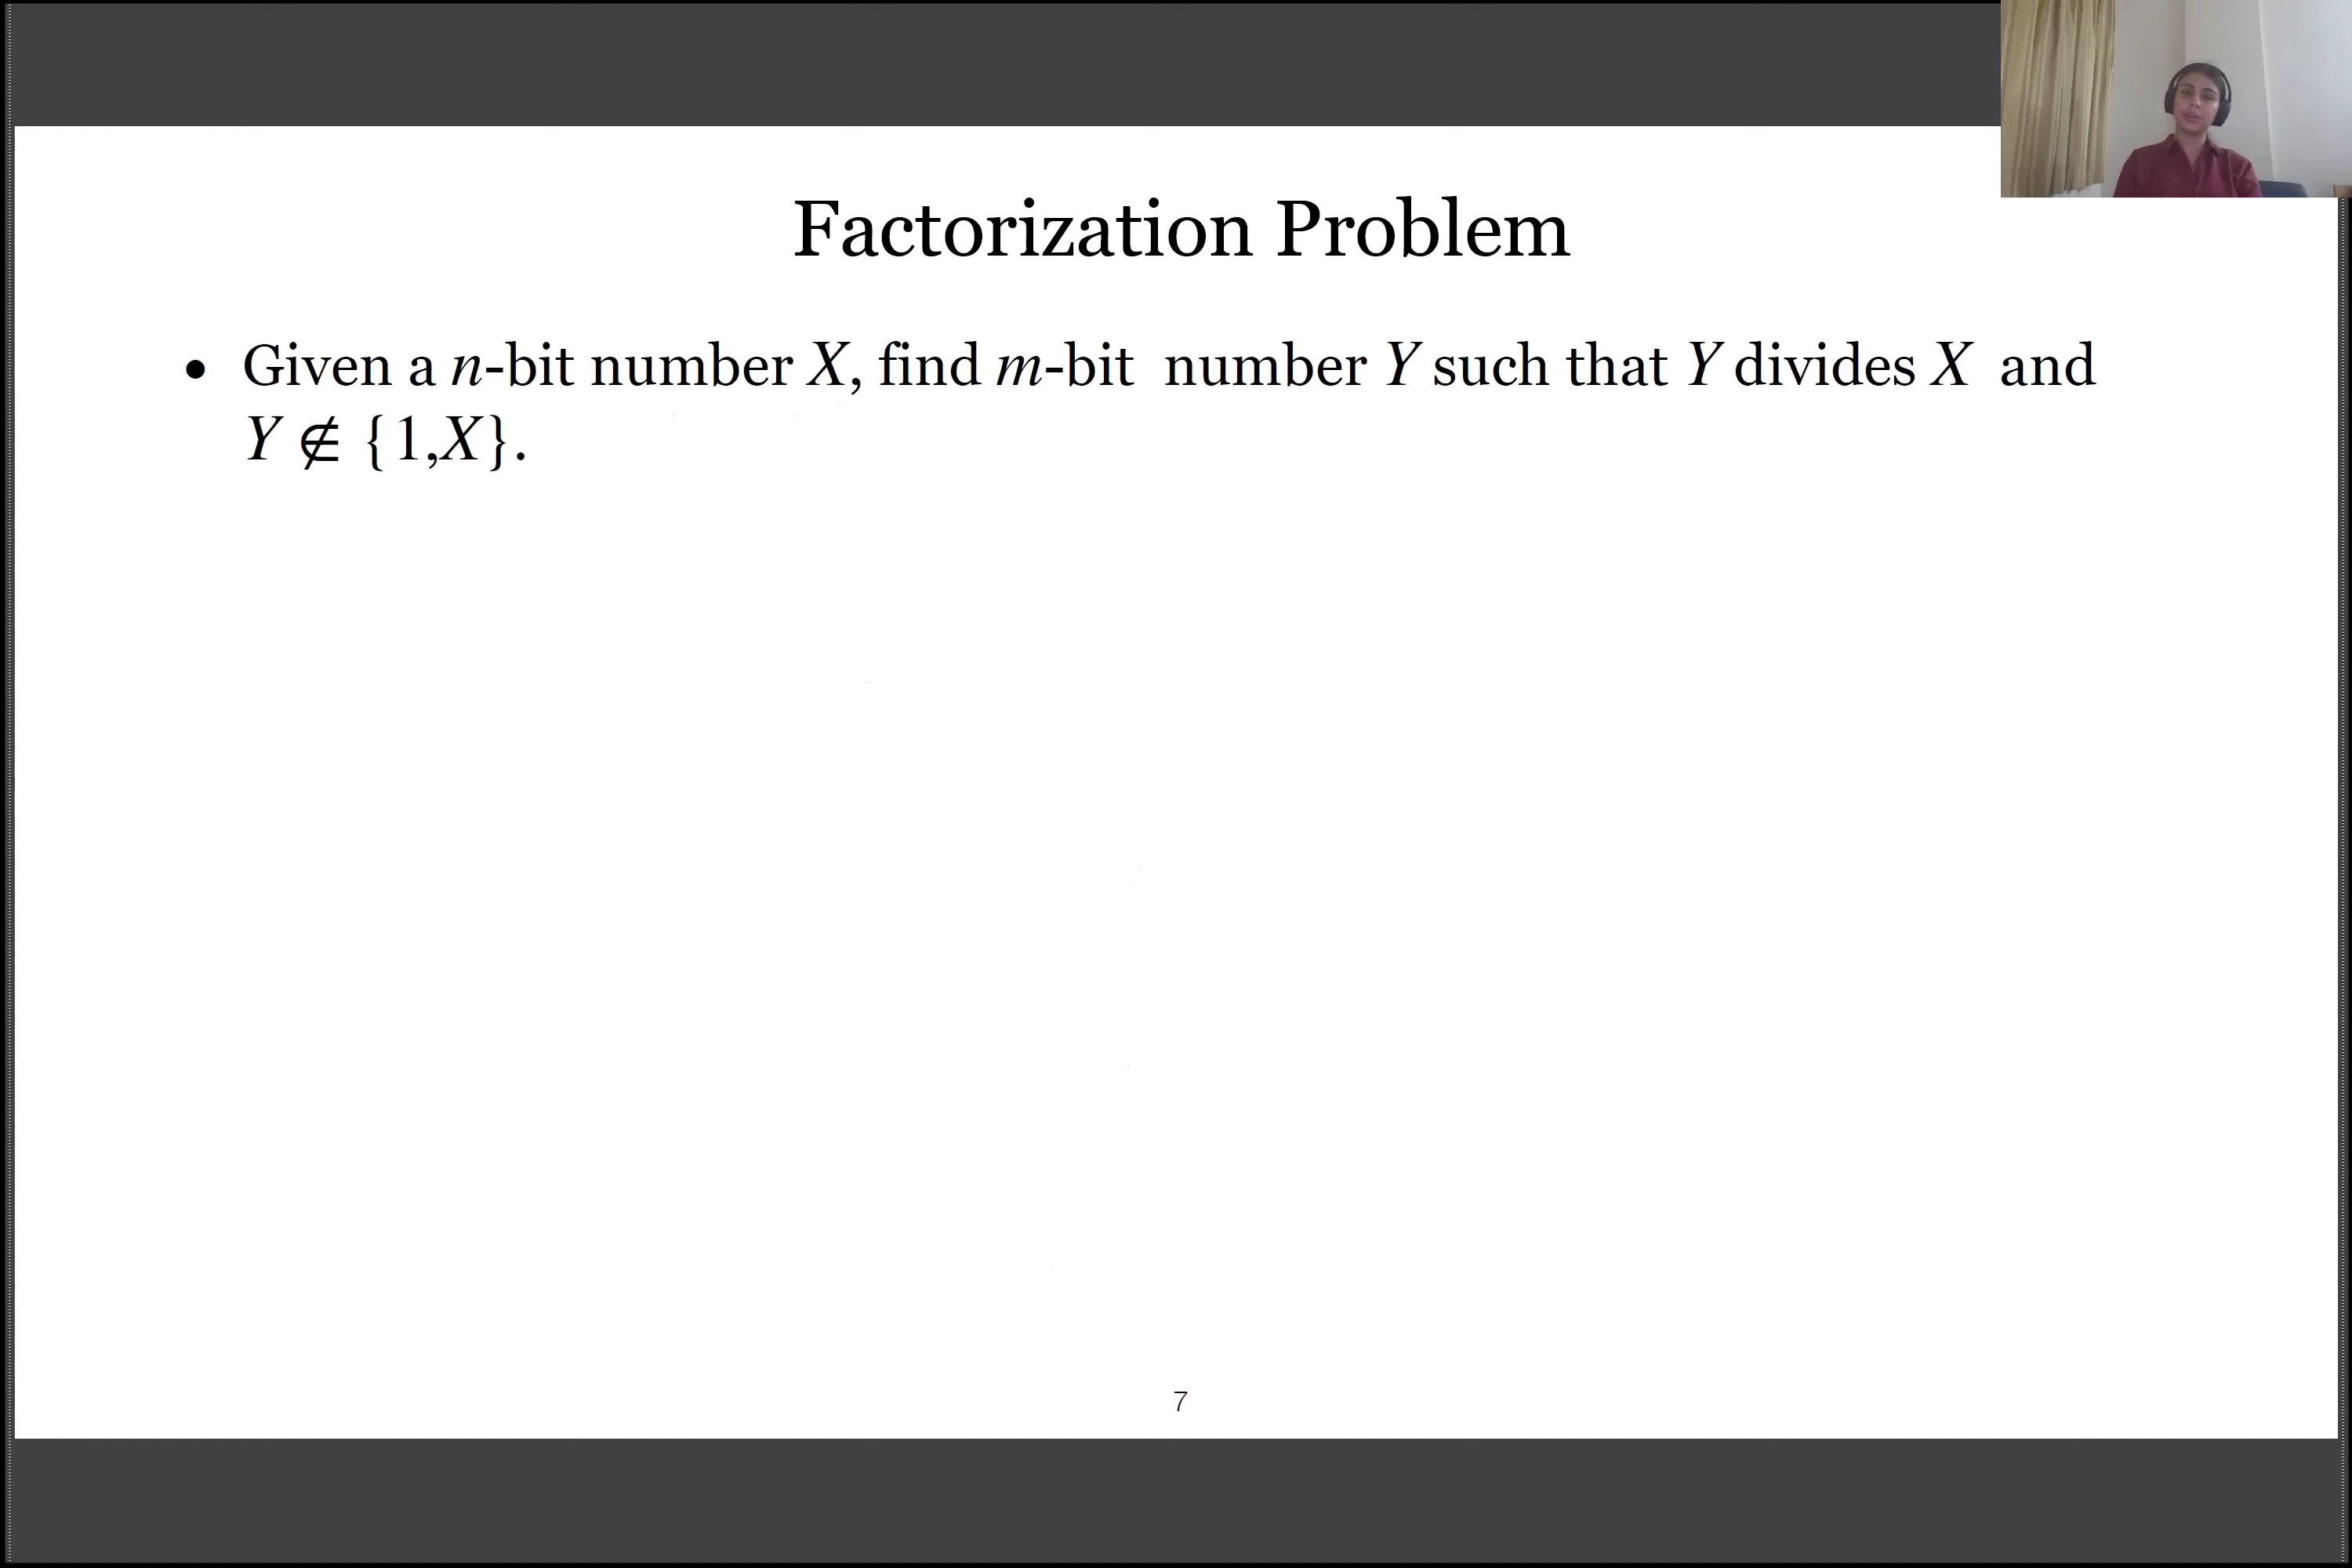 Factorization Problem
• Given a n-bit number X, find m-bit number Y such that Y divides X and
Y ∉ {1,X}.
7